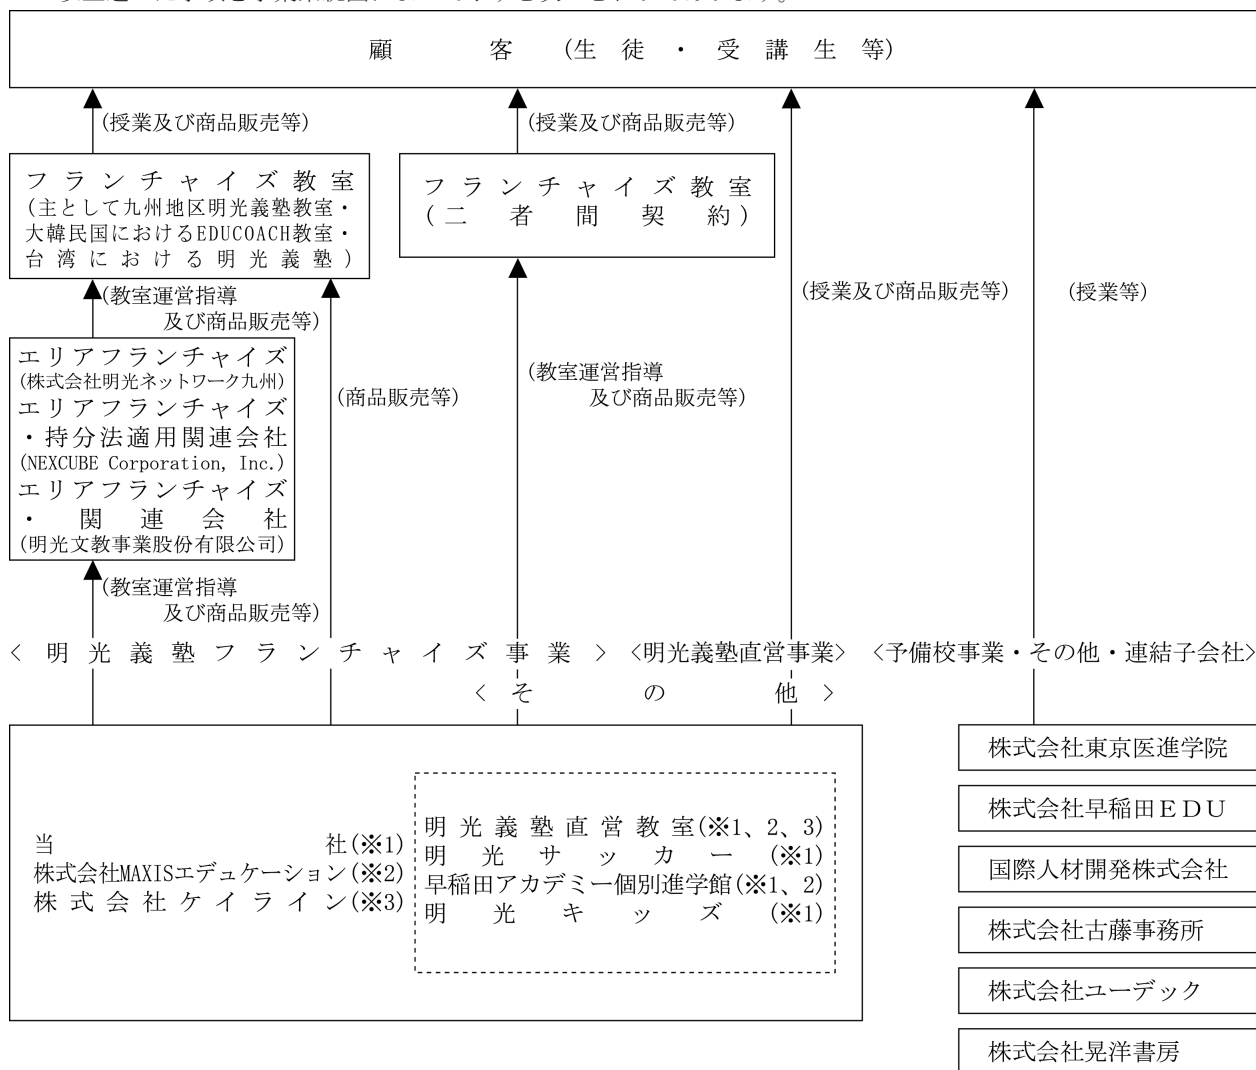 顧客(生徒・受講生等)
(授業及び商品販売等)
(授業及び商品販売等)
フランチャイズ教室
(主として九州地区明光義塾教室・
大韓民国におけるEDUCOACH教室・
台湾における明光義塾)
フランチャイズ教室
(二者間契約)
(教室運営指導
及び商品販売等)
(授業及び商品販売等)
(授業等)
エリアフランチャイズ
(株式会社明光ネットワーク九州)
エリアフランチャイズ
・持分法適用関連会社
(NEXCUBE Corporation, Inc.)
エリアフランチャイズ
・関連会社
(明光文教事業股份有限公司)
(商品販売等)
(教室運営指導
及び商品販売等)
(教室運営指導
及び商品販売等)
<明光義塾フランチャイズ事業>
<明光義塾直営事業>
<予備校事業・その他・連結子会社>
<その他>
当社(※1)
株式会社MAXISエデュケーション(※2)
株式会社ケイライン(※3)
明光義塾直営教室(※1、2、3)
明光サッカー(※1)
早稲田アカデミー個別進学館(※1、2)
明光キッズ(※1)
株式会社東京医進学院
株式会社早稲田EDU
国際人材開発株式会社
株式会社古藤事務所
株式会社ユーデック
株式会社晃洋書房